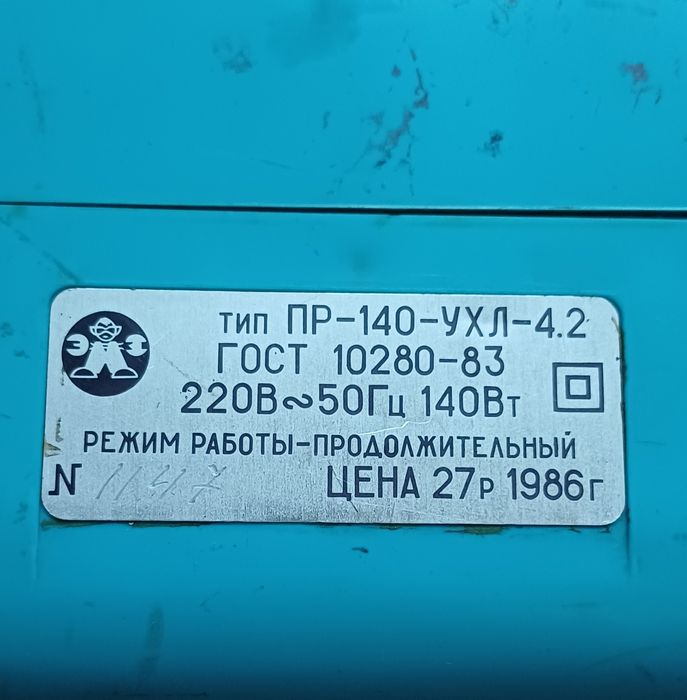 тип ПР-140-УХЛ-4.2
ГОСТ 10280-83
220В~50Гц 140Вт
РЕЖИМ РАБОТЫ-ПРОДОЛЖИТЕЛЬНЫЙ
N ЦЕНА 27р 1986г